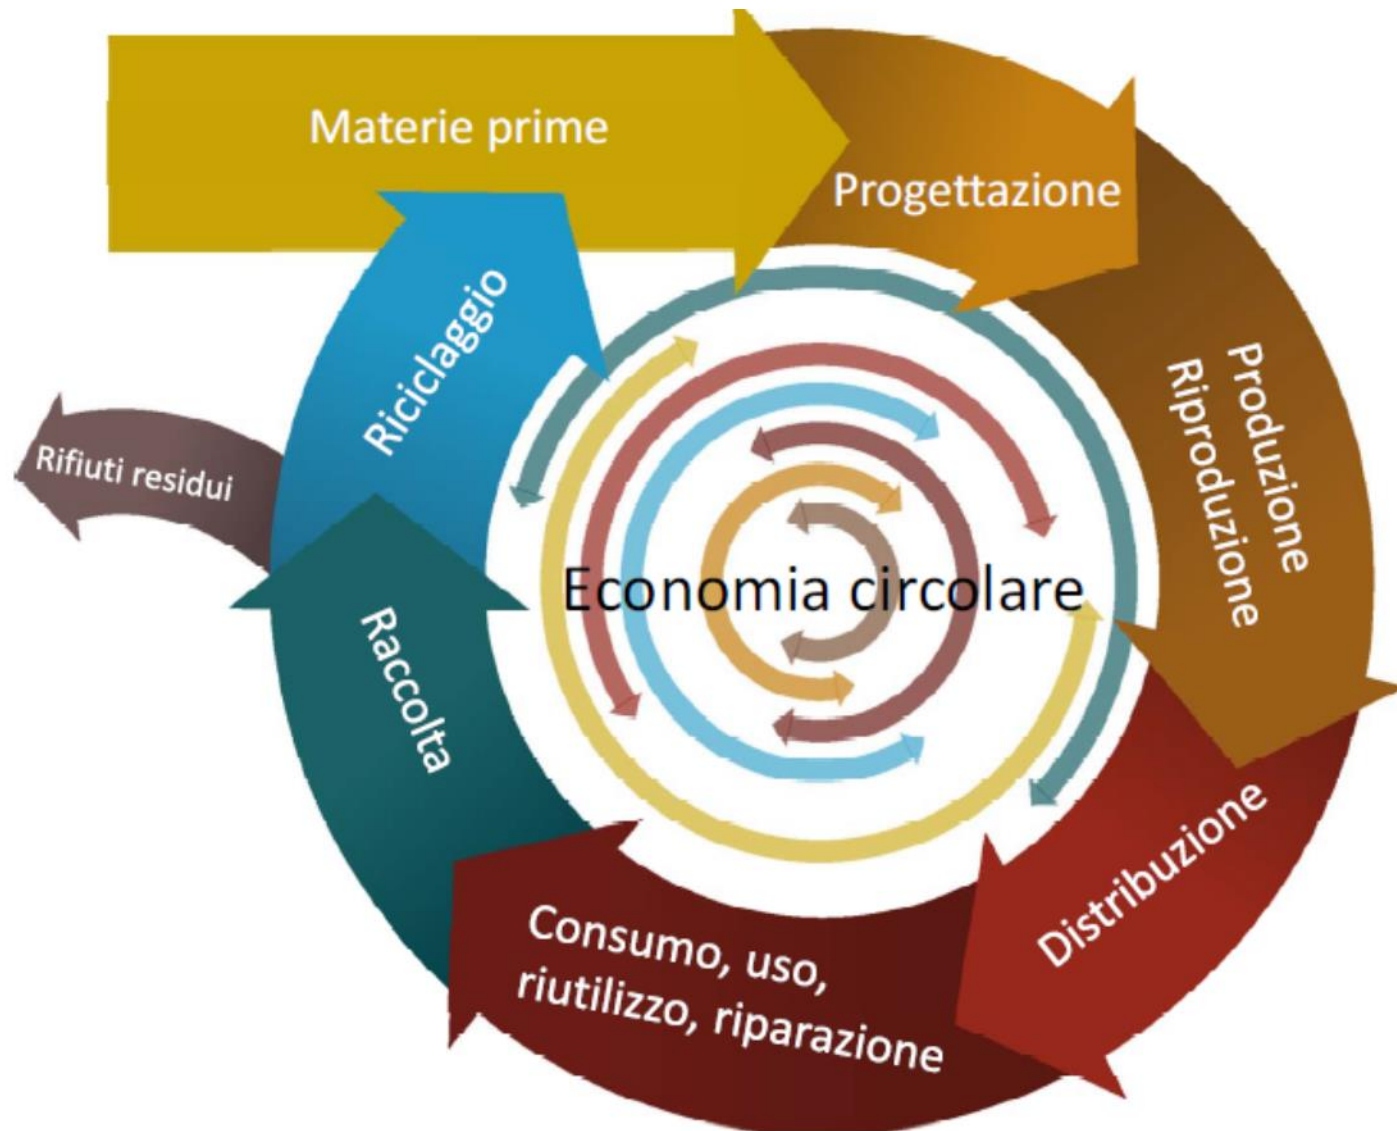 Materie prime
Progettazione
Produzione
Riproduzione
Distribuzione
Consumo, uso,
riutilizzo, riparazione
Raccolta
Riciclaggio
Rifiuti residui
Economia circolare